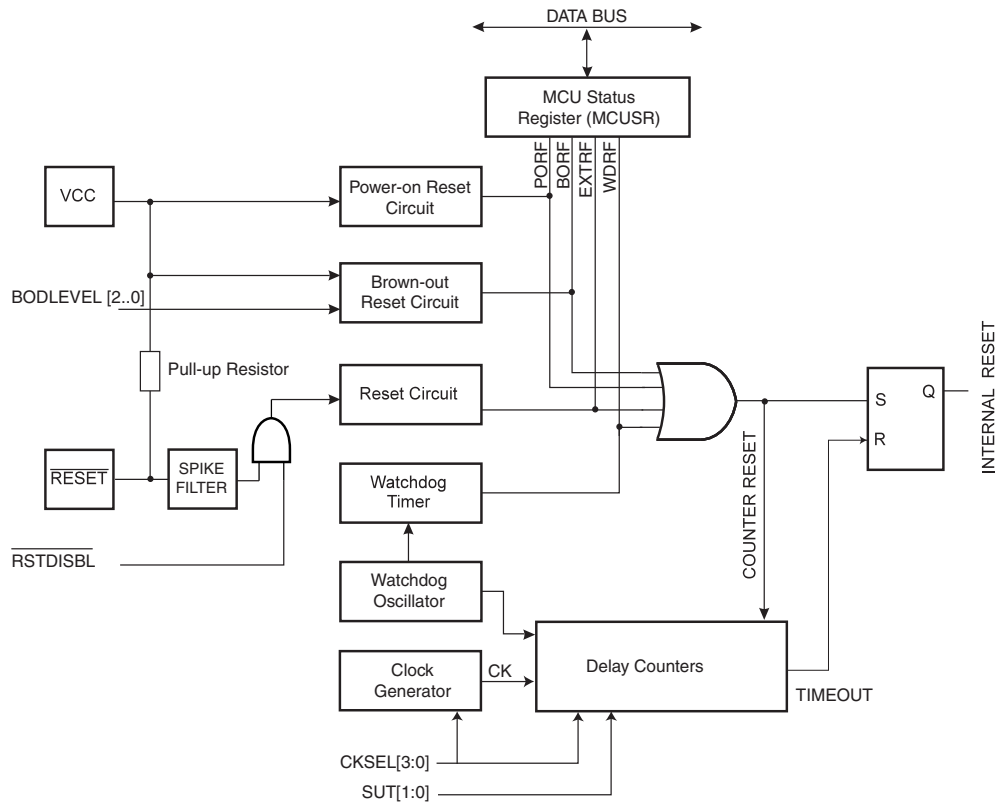 DATA BUS
MCU Status
Register (MCUSR)
PORF
BORF
EXTRF
WDRF
VCC
Power-on Reset
Circuit
Brown-out
Reset Circuit
BODLEVEL [2..0]
Pull-up Resistor
Reset Circuit
RESET
SPIKE
FILTER
RSTDISBL
Watchdog
Timer
Watchdog
Oscillator
Clock
Generator
CK
CKSEL[3:0]
SUT[1:0]
Delay Counters
COUNTER RESET
TIMEOUT
S
R
Q
INTERNAL RESET